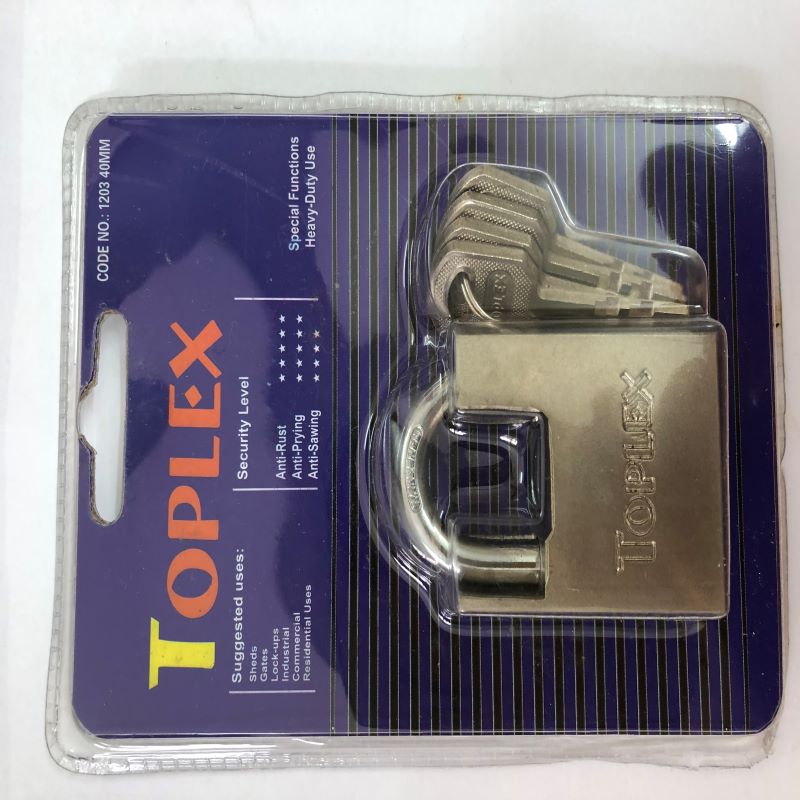 CODE NO.: 1203 40MM
TOPLEX
Suggested uses:
Sheds
Gates
Lock-ups
Industrial
Commercial
Residential Uses
Security Level
Anti-Rust ★★★★★
Anti-Prying ★★★★★
Anti-Sawing ★★★★
Special Functions
Heavy-Duty Use
HARDENED
TOPLEX
TOPLEX